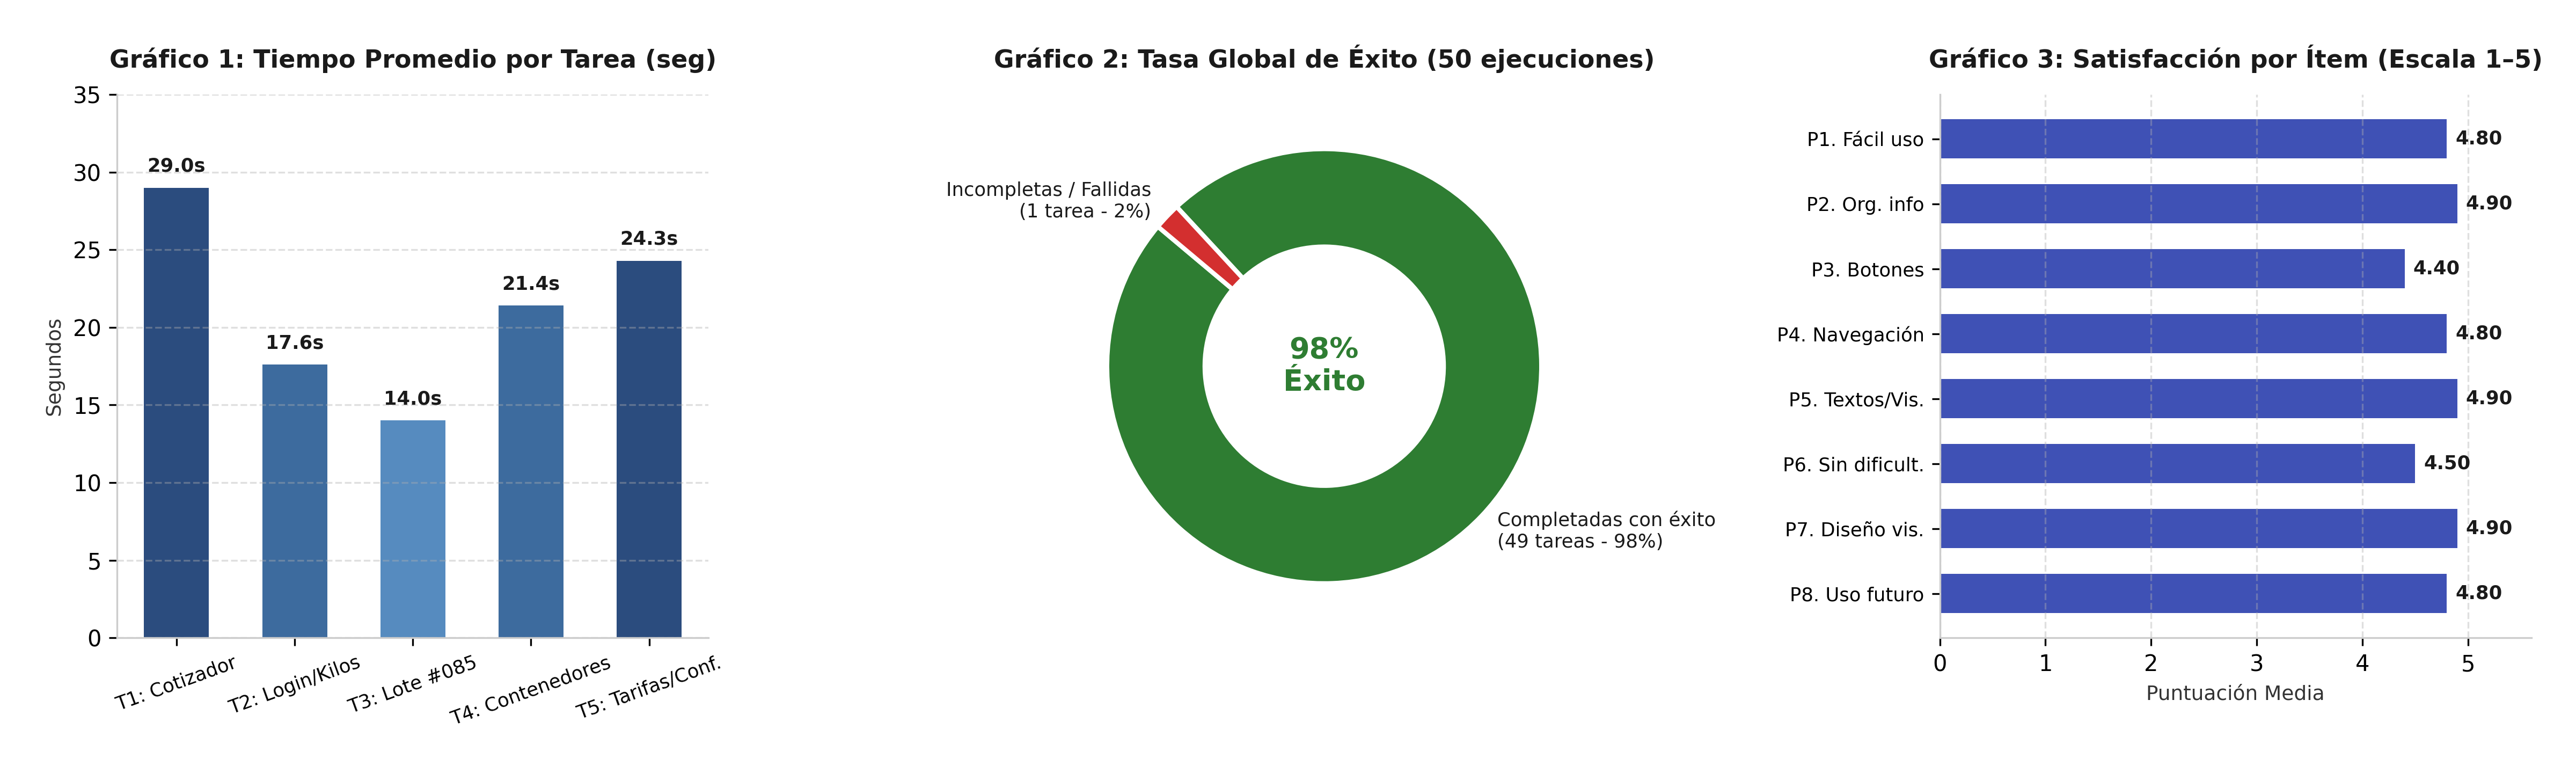 Gráfico 1: Tiempo Promedio por Tarea (seg)
35
30
25
20
15
10
5
0
Segundos
29.0s
17.6s
14.0s
21.4s
24.3s
T1: Cotizador
T2: Login/Kilos
T3: Lote #085
T4: Contenedores
T5: Tarifas/Conf.
Gráfico 2: Tasa Global de Éxito (50 ejecuciones)
Incompletas / Fallidas
(1 tarea - 2%)
98%
Éxito
Completadas con éxito
(49 tareas - 98%)
Gráfico 3: Satisfacción por Ítem (Escala 1–5)
P1. Fácil uso 4.80
P2. Org. info 4.90
P3. Botones 4.40
P4. Navegación 4.80
P5. Textos/Vis. 4.90
P6. Sin dificult. 4.50
P7. Diseño vis. 4.90
P8. Uso futuro 4.80
0 1 2 3 4 5
Puntuación Media